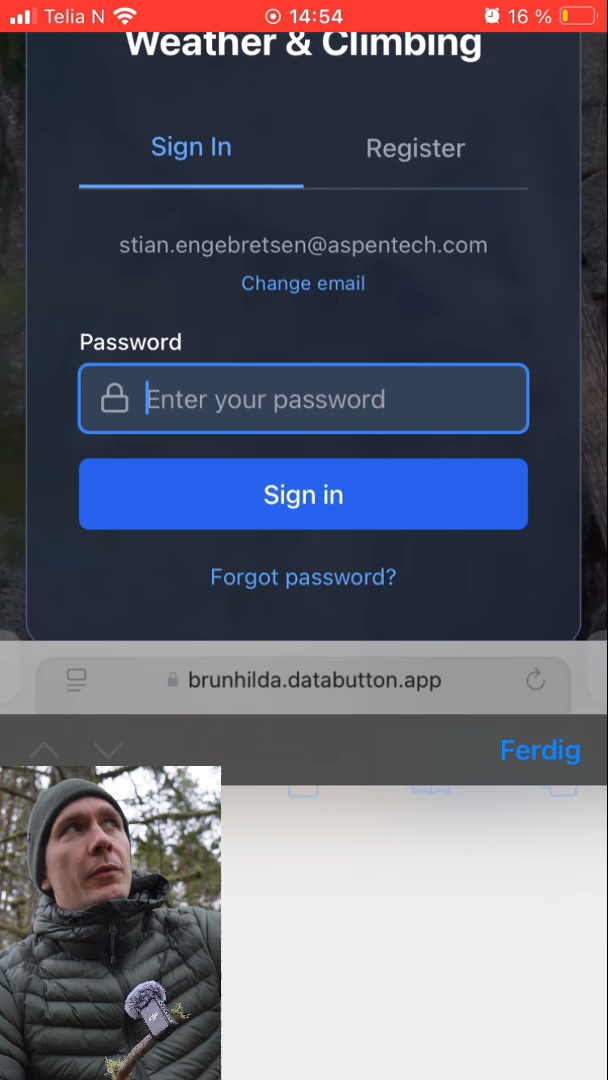 Telia N 14:54 16 %
Weather & Climbing
Sign In Register
stian.engebretsen@aspentech.com
Change email
Password
Enter your password
Sign in
Forgot password?
brunhilda.databutton.app
Ferdig